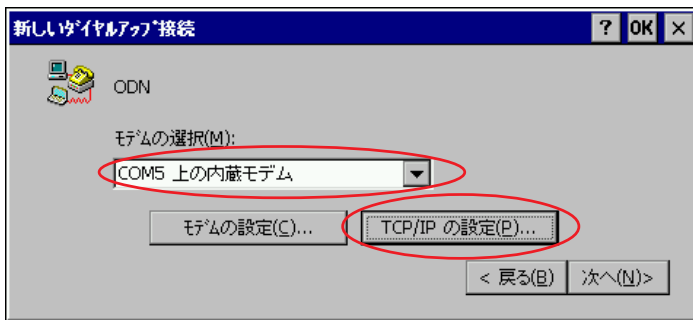 新しいﾀﾞｲﾔﾙｱｯﾌﾟ接続 ? OK ×
ODN
ﾓﾃﾞﾑの選択(M):
COM5 上の内蔵モデム
ﾓﾃﾞﾑの設定(C)... TCP/IP の設定(P)...
< 戻る(B) 次へ(N)>